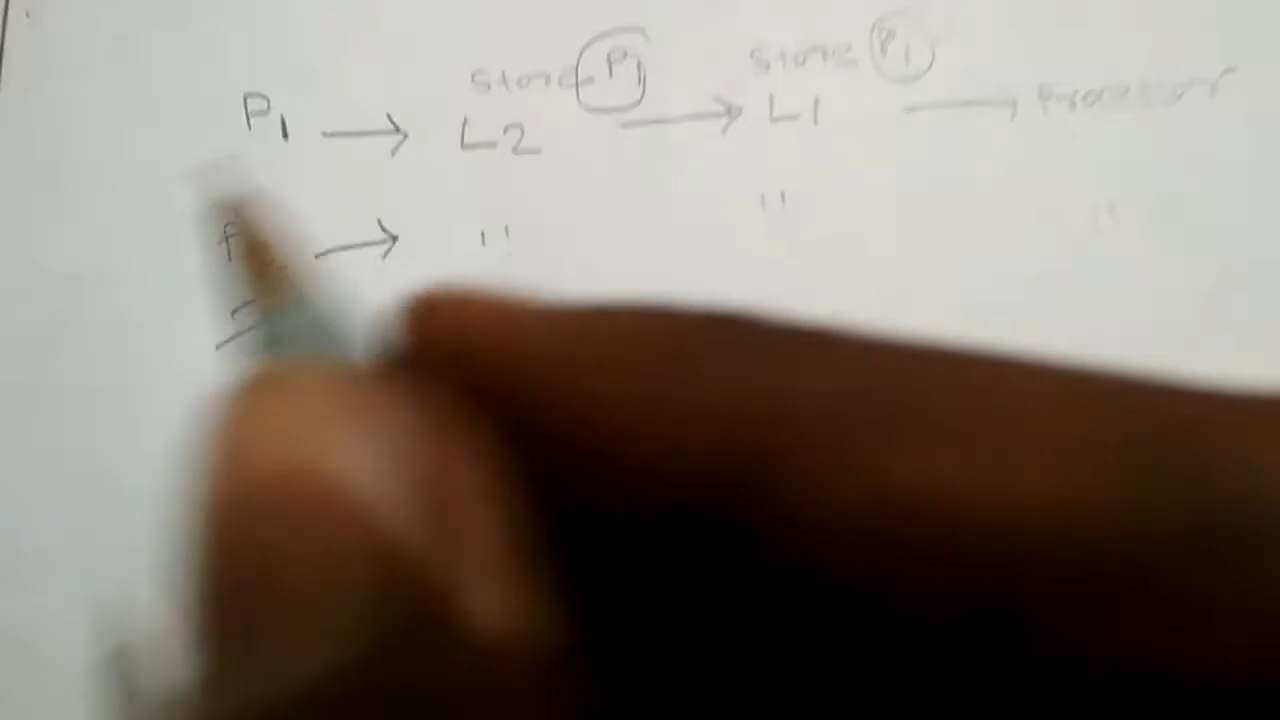 store P1 store P1
P1 → L2 → L1 →
→ " "